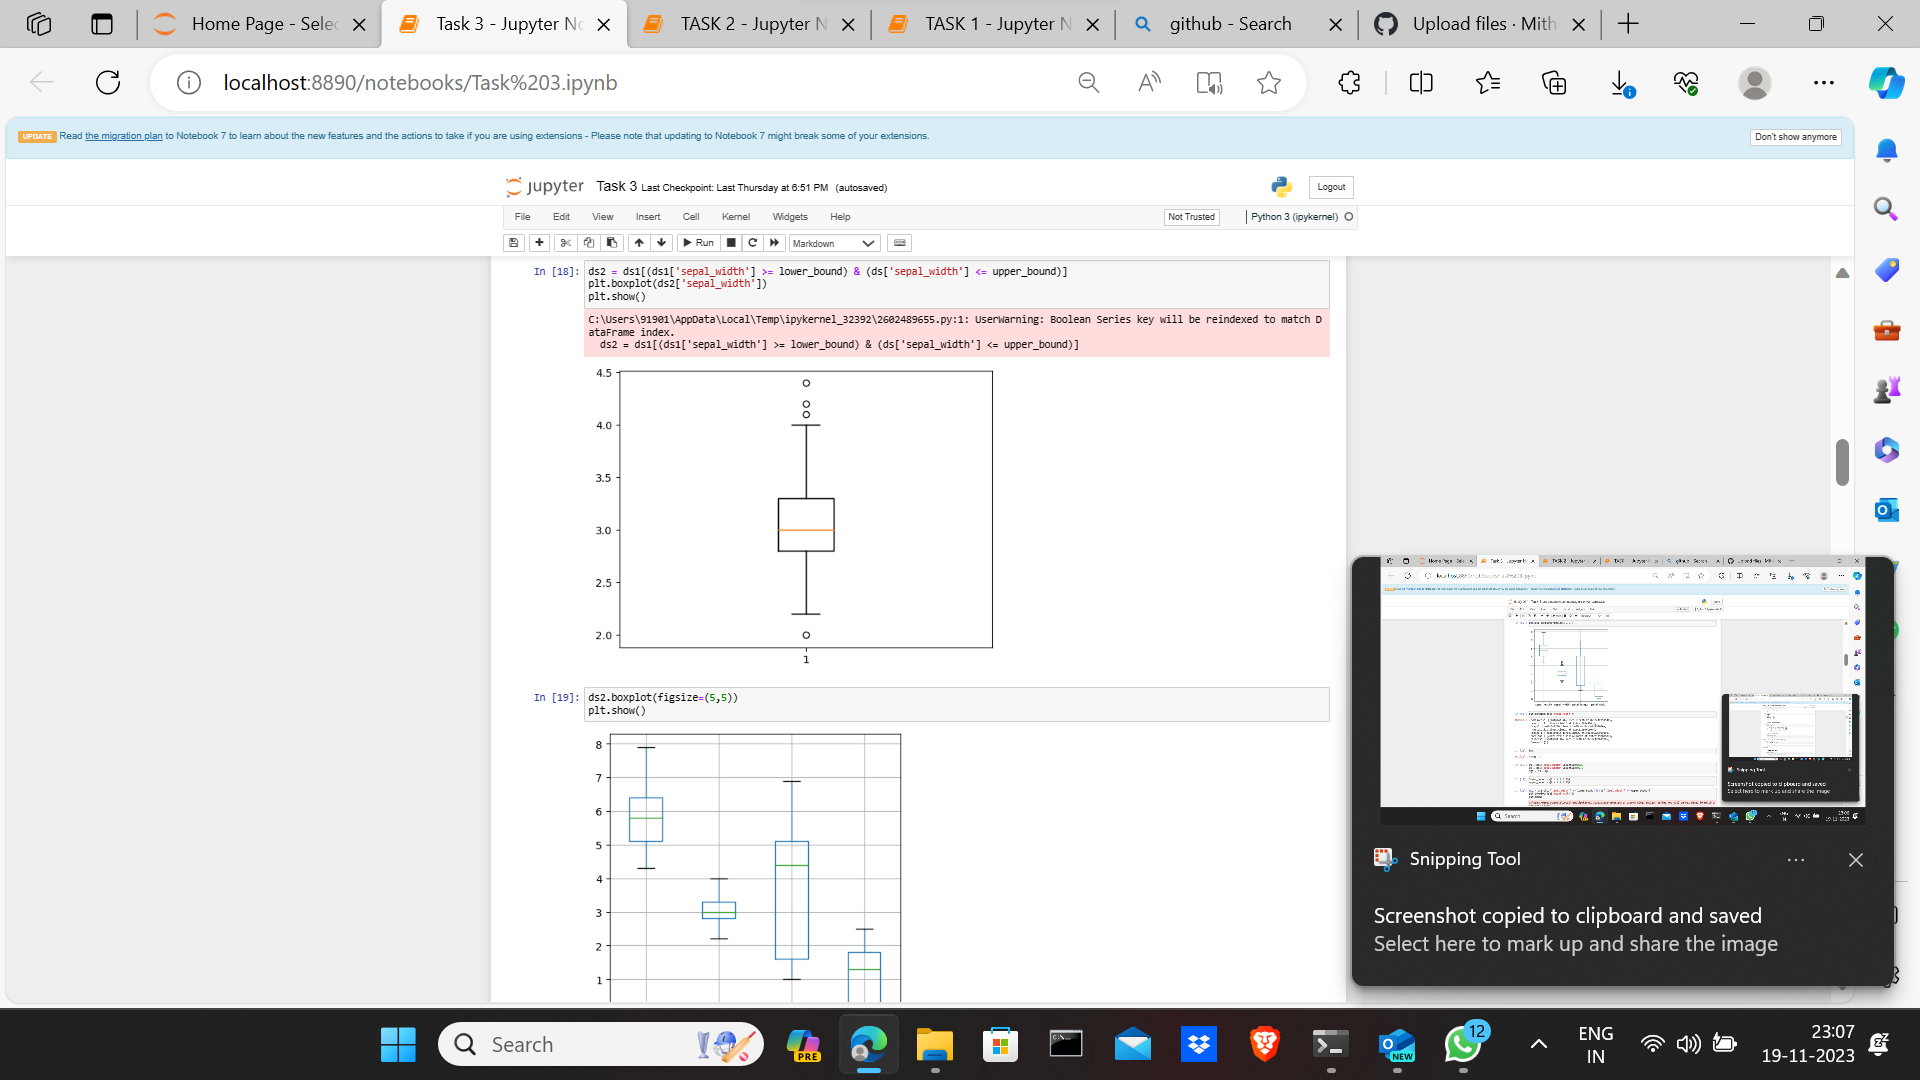 Home Page - Selec
Task 3 - Jupyter No
TASK 2 - Jupyter N
TASK 1 - Jupyter N
github - Search
Upload files · Mith
localhost:8890/notebooks/Task%203.ipynb
UPDATE Read the migration plan to Notebook 7 to learn about the new features and the actions to take if you are using extensions - Please note that updating to Notebook 7 might break some of your extensions.
Don't show anymore
jupyter Task 3 Last Checkpoint: Last Thursday at 6:51 PM (autosaved)
Logout
File Edit View Insert Cell Kernel Widgets Help
Not Trusted
Python 3 (ipykernel)
Run
Markdown
In [18]: ds2 = ds1[(ds1['sepal_width'] >= lower_bound) & (ds['sepal_width'] <= upper_bound)]
plt.boxplot(ds2['sepal_width'])
plt.show()
C:\Users\91901\AppData\Local\Temp\ipykernel_32392\2602489655.py:1: UserWarning: Boolean Series key will be reindexed to match D
ataFrame index.
ds2 = ds1[(ds1['sepal_width'] >= lower_bound) & (ds['sepal_width'] <= upper_bound)]
4.5
4.0
3.5
3.0
2.5
2.0
1
In [19]: ds2.boxplot(figsize=(5,5))
plt.show()
8
7
6
5
4
3
2
1
Snipping Tool
Screenshot copied to clipboard and saved
Select here to mark up and share the image
Search
PRE
NEW
12
ENG
IN
23:07
19-11-2023